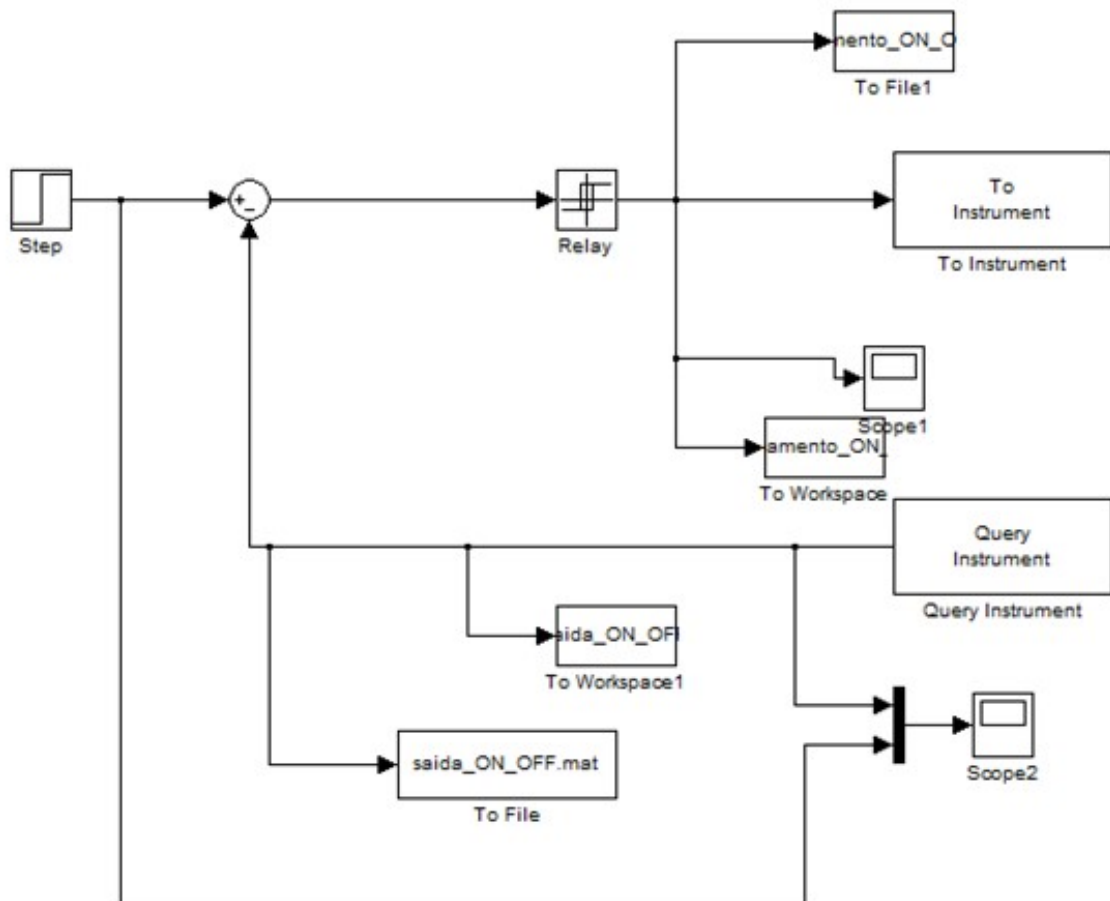 nento_ON_O
To File1
To
Instrument
To Instrument
+
-
Step
Relay
Scope1
amento_ON_
To Workspace
Query
Instrument
Query Instrument
aida_ON_OFF
To Workspace1
saida_ON_OFF.mat
To File
Scope2